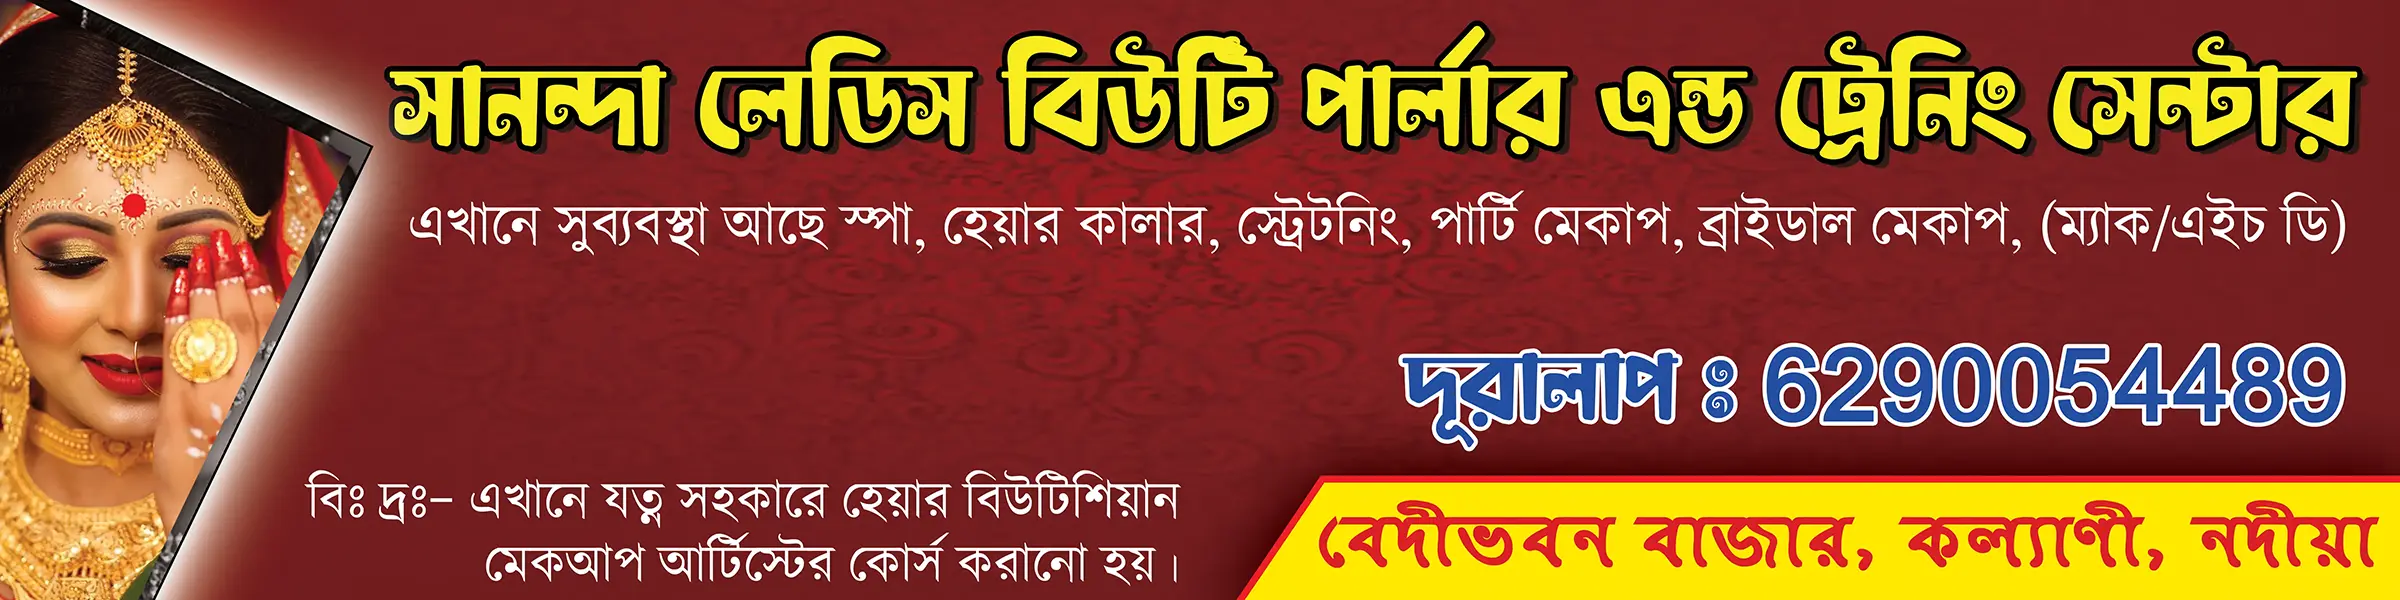 সানন্দা লেডিস বিউটি পার্লার এন্ড ট্রেনিং সেন্টার
এখানে সুব্যবস্থা আছে স্পা, হেয়ার কালার, স্ট্রেটনিং, পার্টি মেকাপ, ব্রাইডাল মেকাপ, (ম্যাক/এইচ ডি)
দূরালাপ ঃ 6290054489
বিঃ দ্রঃ- এখানে যত্ন সহকারে হেয়ার বিউটিশিয়ান
মেকআপ আর্টিস্টের কোর্স করানো হয়।
বেদীভবন বাজার, কল্যাণী, নদীয়া